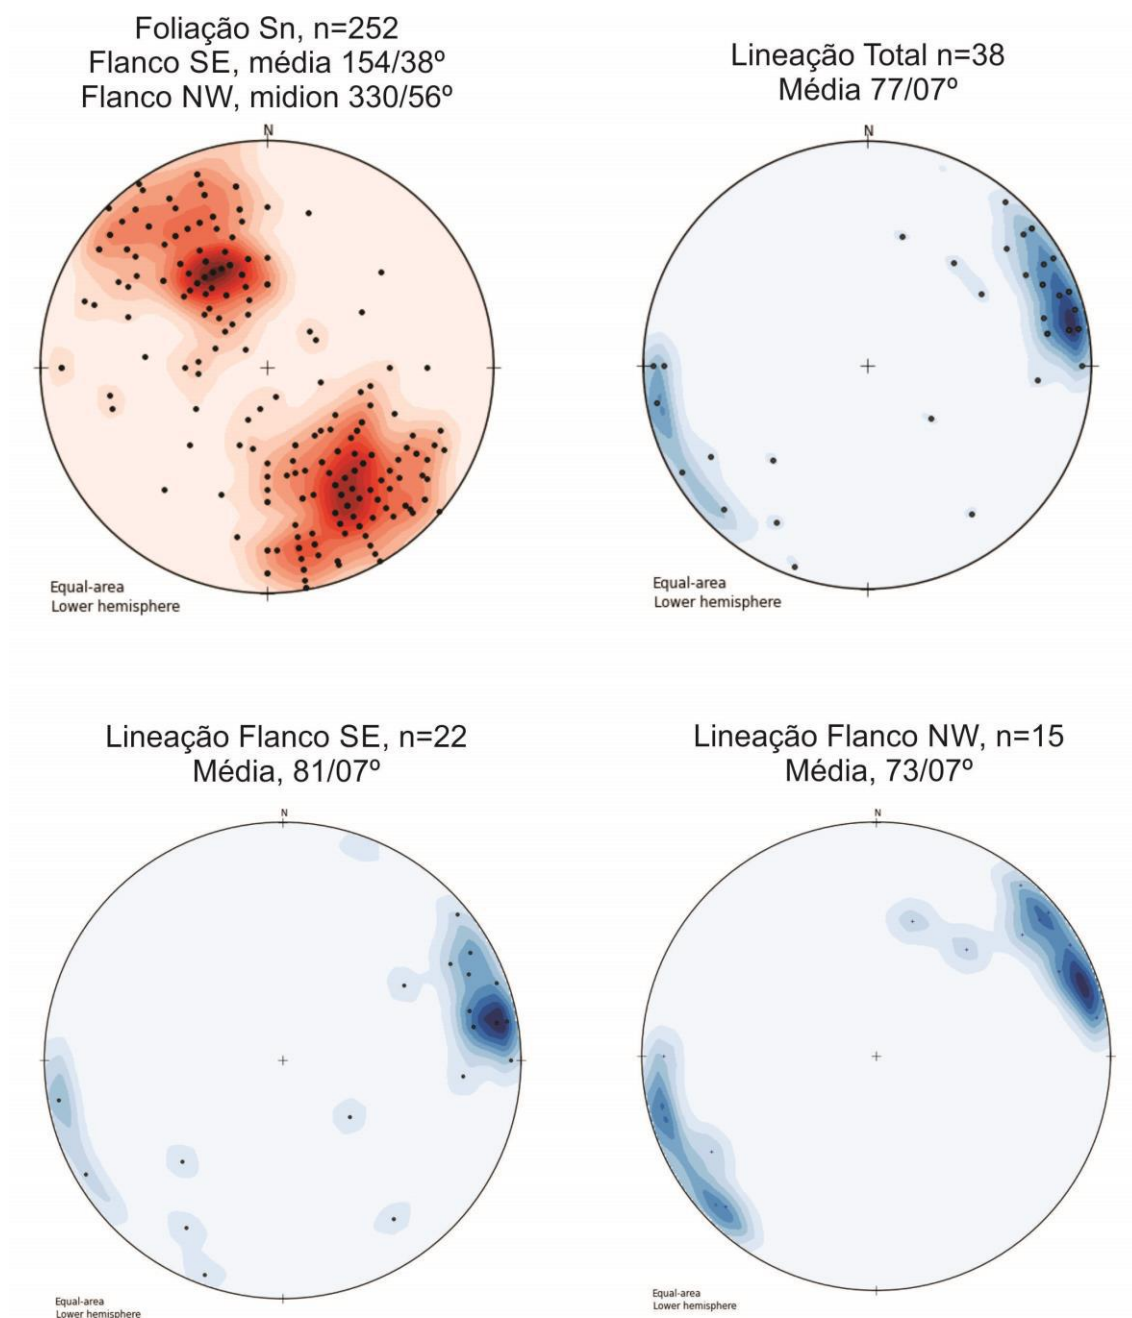 Foliação Sn, n=252
Flanco SE, média 154/38º
Flanco NW, midion 330/56º
N
Equal-area
Lower hemisphere
Lineação Total n=38
Média 77/07º
N
Equal-area
Lower hemisphere
Lineação Flanco SE, n=22
Média, 81/07º
N
Equal-area
Lower hemisphere
Lineação Flanco NW, n=15
Média, 73/07º
N
Equal-area
Lower hemisphere